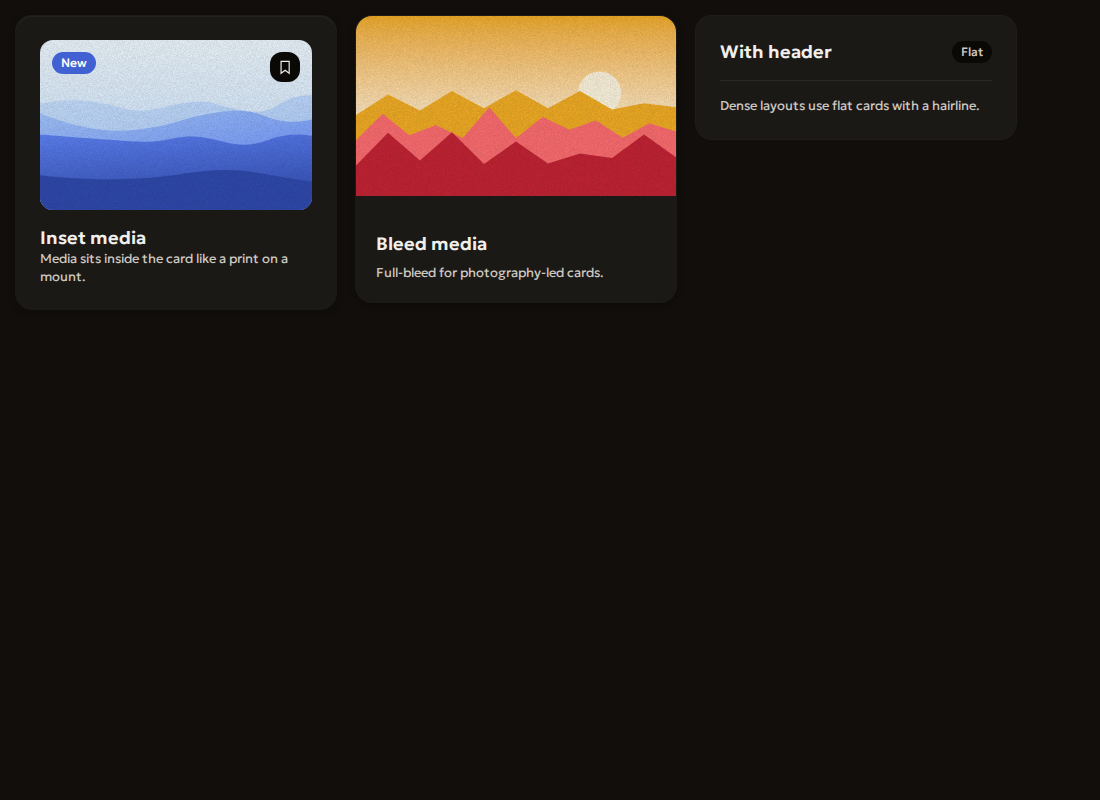 New
Inset media
Media sits inside the card like a print on a
mount.
Bleed media
Full-bleed for photography-led cards.
With header
Flat
Dense layouts use flat cards with a hairline.